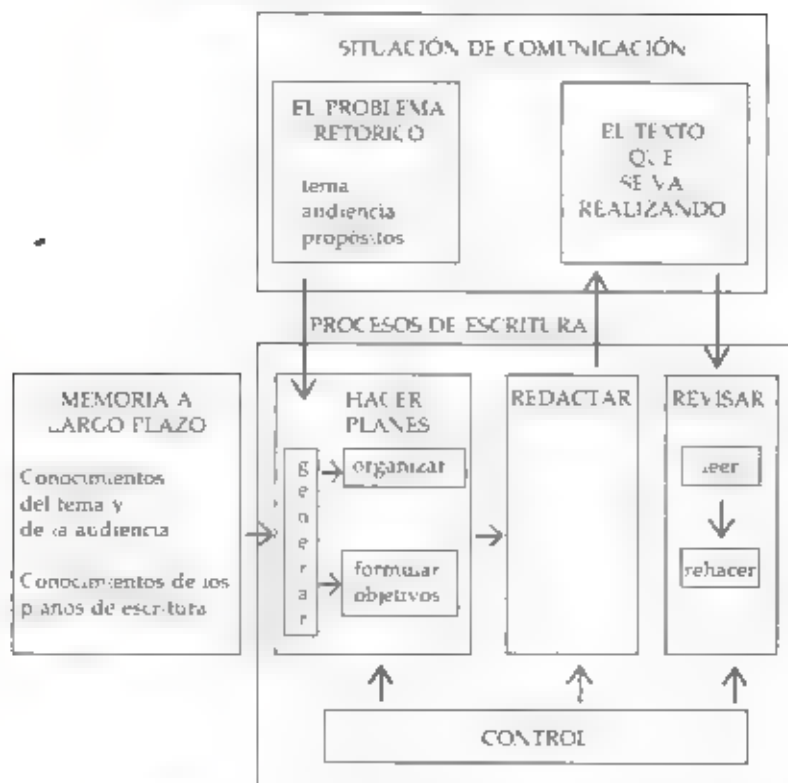 SITUACIÓN DE COMUNICACIÓN
EL PROBLEMA
RETÓRICO
tema
audiencia
propósitos
EL TEXTO
QUE
SE VA
REALIZANDO
PROCESOS DE ESCRITURA
MEMORIA A
LARGO PLAZO
Conocimientos
del tema y
de la audiencia
Conocimientos de los
planos de escritura
HACER
PLANES
generar
organizar
formular
objetivos
REDACTAR
REVISAR
leer
rehacer
CONTROL